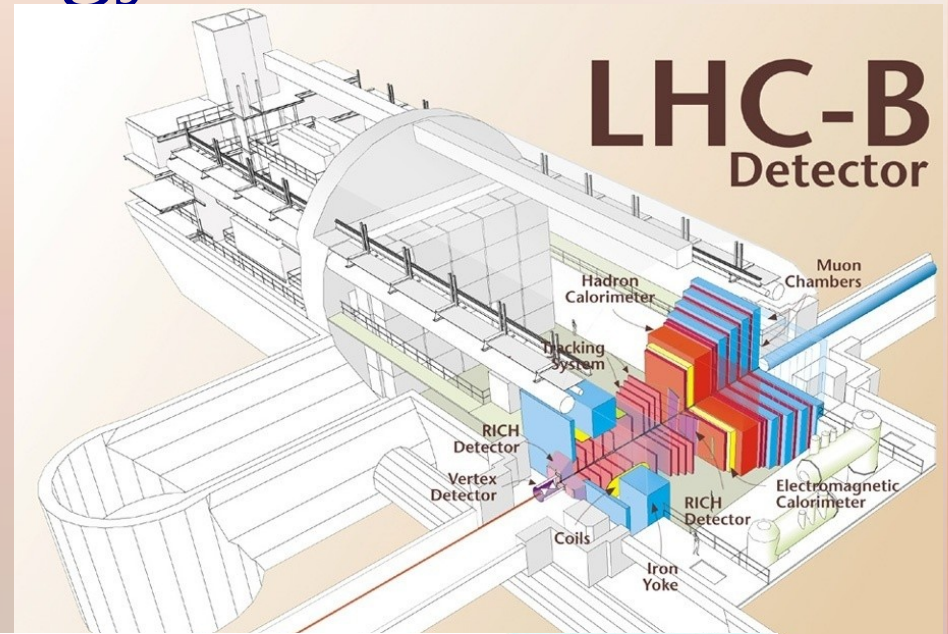 LHC-B
Detector
Muon
Chambers
Hadron
Calorimeter
Tracking
System
RICH
Detector
Vertex
Detector
Electromagnetic
Calorimeter
RICH
Detector
Coils
Iron
Yoke